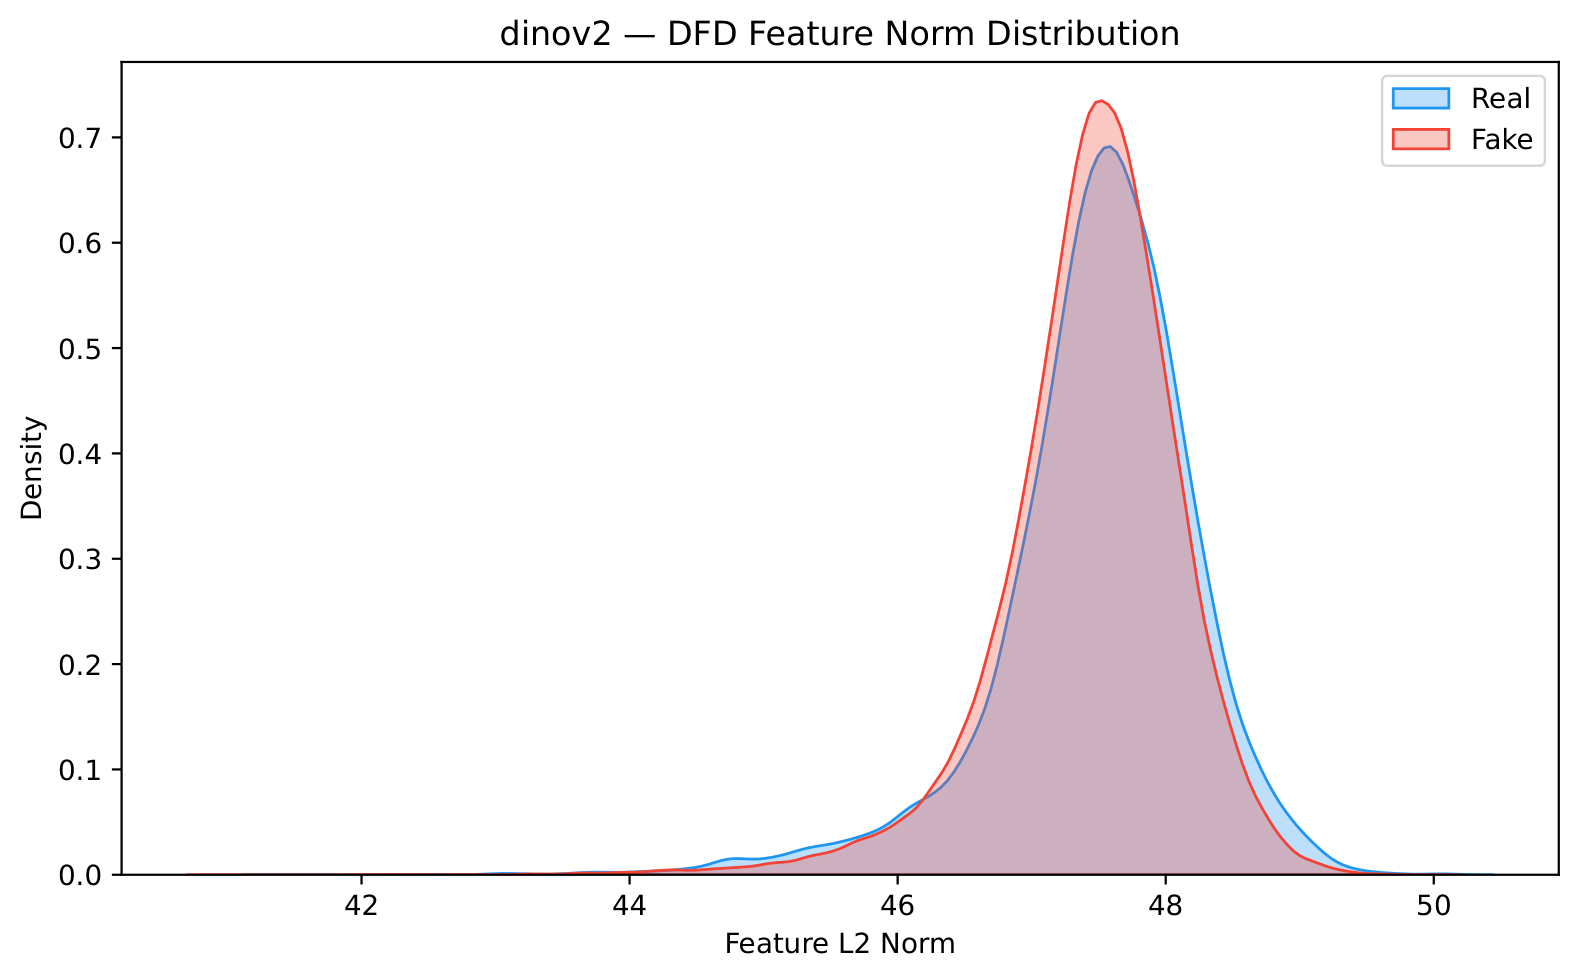 dinov2 — DFD Feature Norm Distribution
Real
Fake
Density
0.7
0.6
0.5
0.4
0.3
0.2
0.1
0.0
42 44 46 48 50
Feature L2 Norm